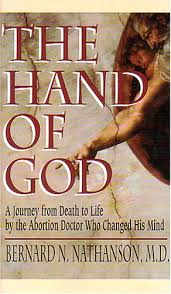 THE
HAND
OF
GOD
A Journey from Death to Life
by the Abortion Doctor Who Changed His Mind
BERNARD N. NATHANSON, M.D.